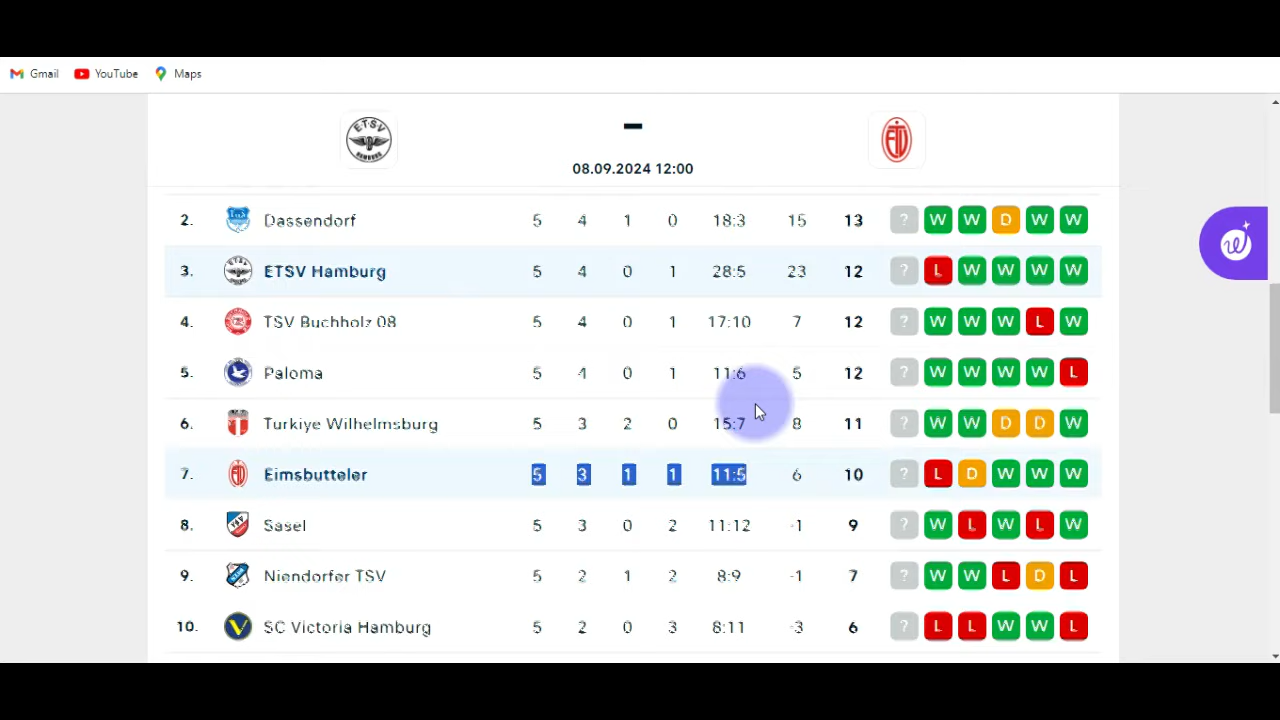 Gmail YouTube Maps
ETSV HAMBURG
08.09.2024 12:00
2. Dassendorf 5 4 1 0 18:3 15 13 ? W W D W W
3. ETSV Hamburg 5 4 0 1 28:5 23 12 ? L W W W W
4. TSV Buchholz 08 5 4 0 1 17:10 7 12 ? W W W L W
5. Paloma 5 4 0 1 11:6 5 12 ? W W W W L
6. Turkiye Wilhelmsburg 5 3 2 0 15:7 8 11 ? W W D D W
7. Eimsbutteler 5 3 1 1 11:5 6 10 ? L D W W W
8. Sasel 5 3 0 2 11:12 -1 9 ? W L W L W
9. Niendorfer TSV 5 2 1 2 8:9 -1 7 ? W W L D L
10. SC Victoria Hamburg 5 2 0 3 8:11 -3 6 ? L L W W L